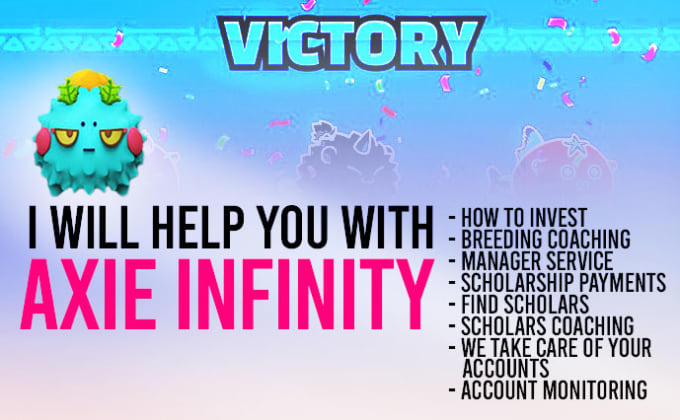 VICTORY
I WILL HELP YOU WITH
AXIE INFINITY
- HOW TO INVEST
- BREEDING COACHING
- MANAGER SERVICE
- SCHOLARSHIP PAYMENTS
- FIND SCHOLARS
- SCHOLARS COACHING
- WE TAKE CARE OF YOUR
ACCOUNTS
- ACCOUNT MONITORING